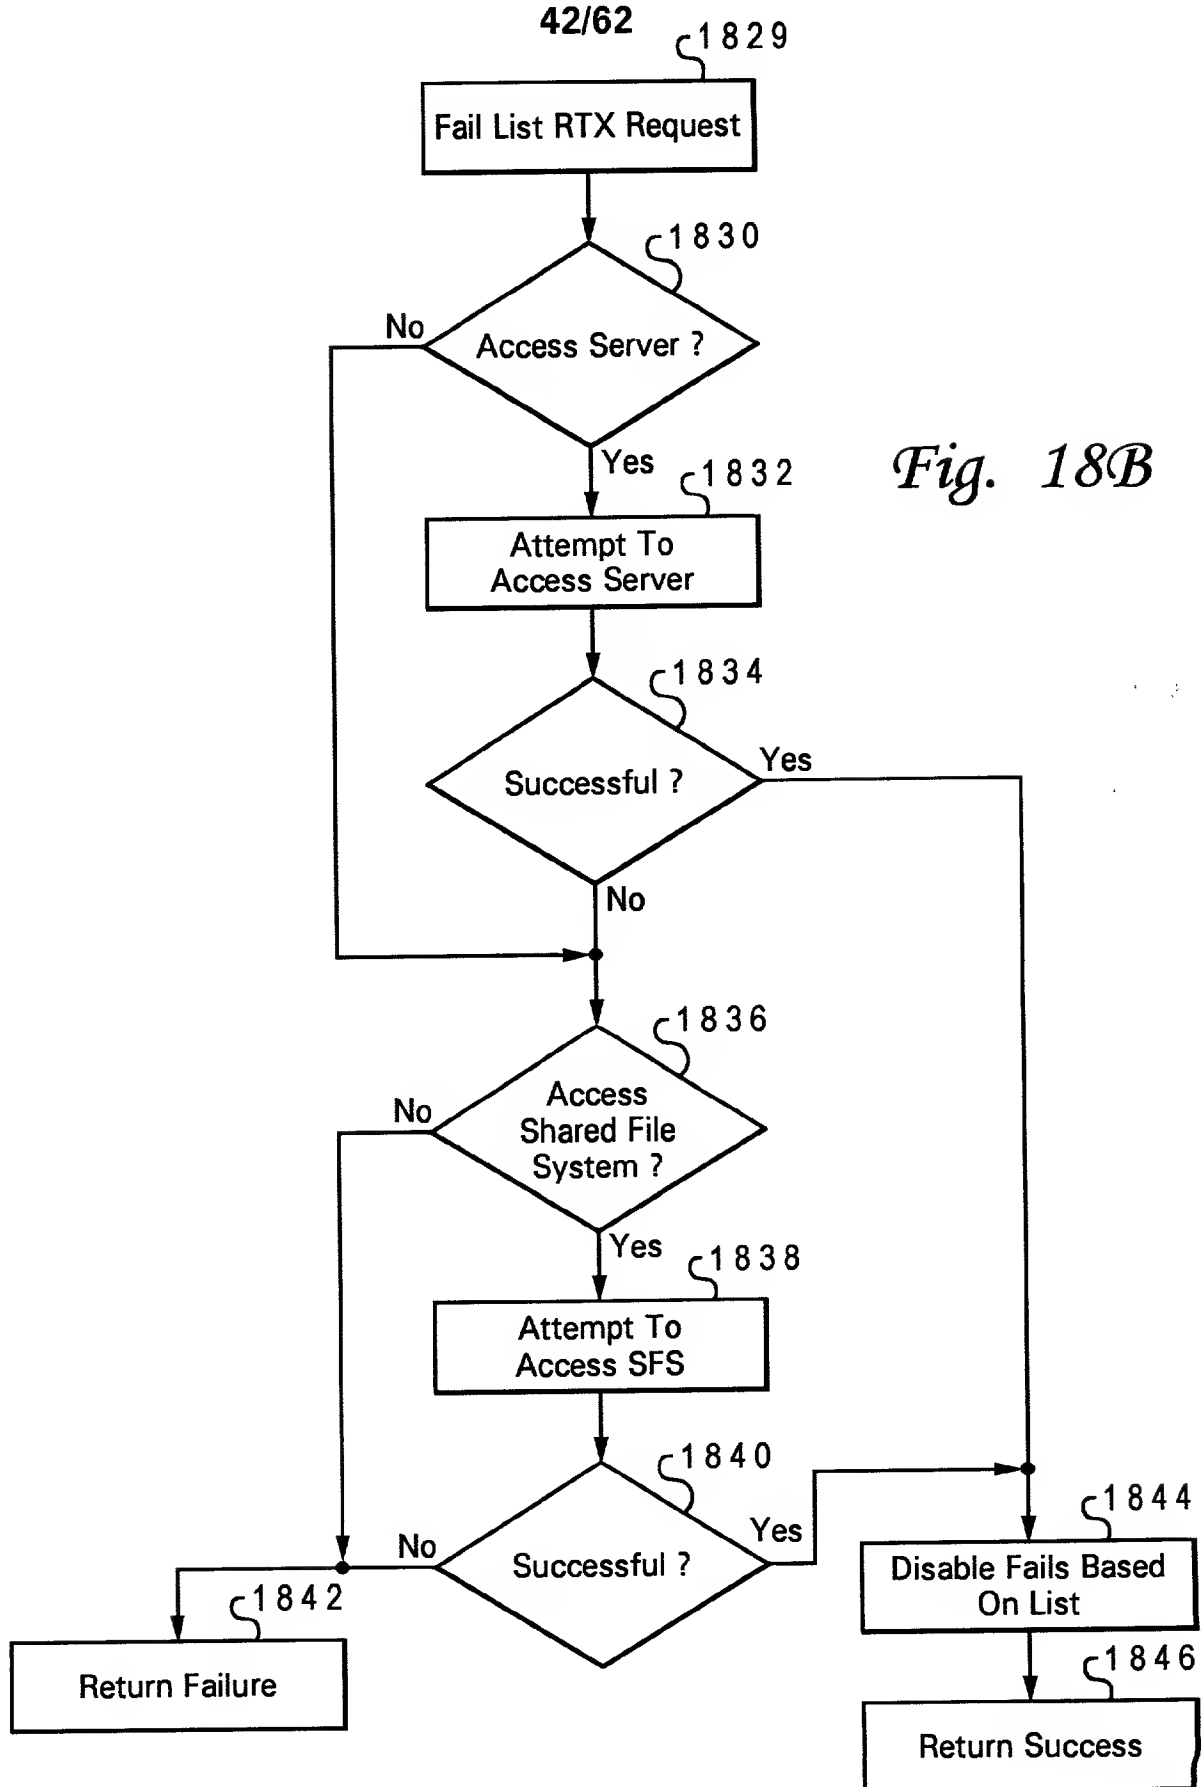 42/62
1829
Fail List RTX Request
1830
No
Access Server ?
Yes
Fig. 18B
1832
Attempt To
Access Server
1834
Yes
Successful ?
No
1836
Access
Shared File
System ?
No
Yes
1838
Attempt To
Access SFS
1840
Yes
No
Successful ?
1844
Disable Fails Based
On List
1842
Return Failure
1846
Return Success